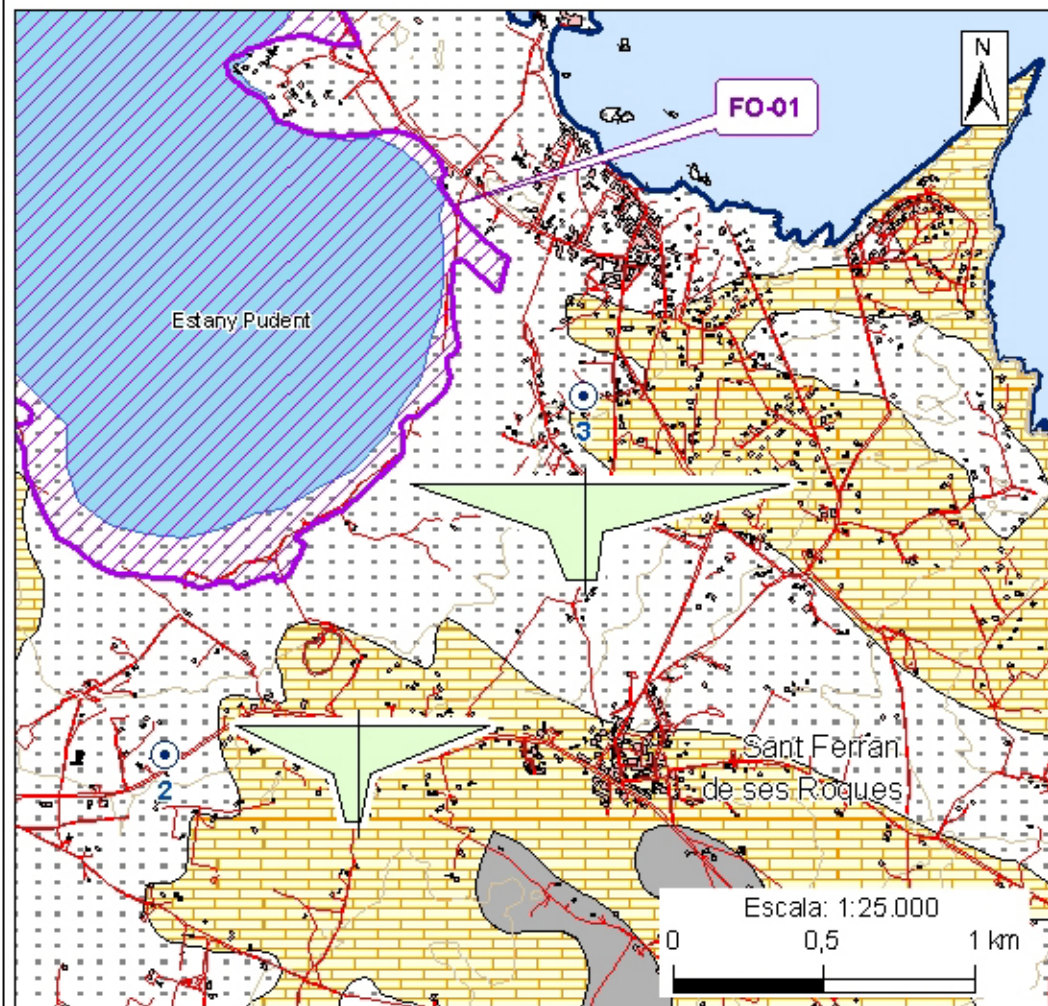 N
FO-01
Estany Pudent
3
2
Sant Ferran
de ses Roques
Escala: 1:25.000
0 0,5 1 km